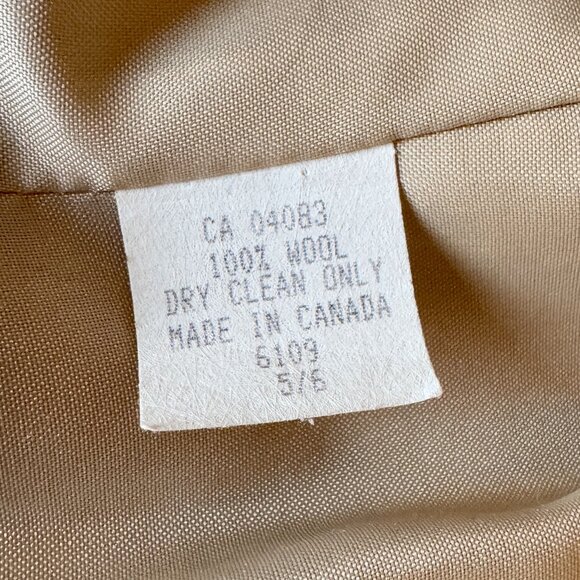 CA 04083
100% WOOL
DRY CLEAN ONLY
MADE IN CANADA
6109
5/6